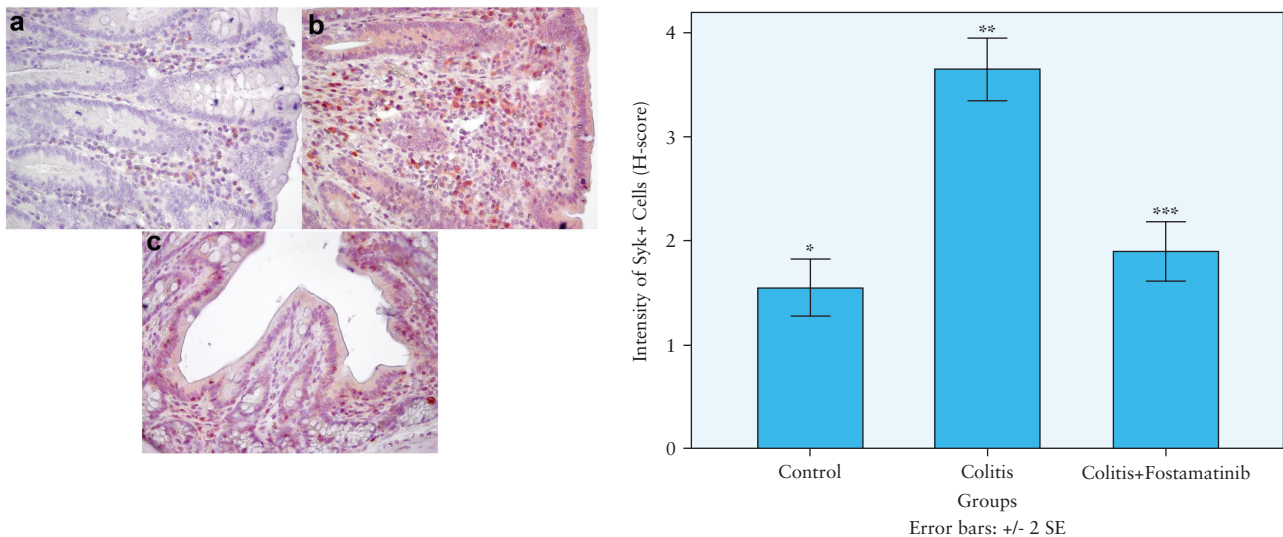 a
b
c
Intensity of Syk+ Cells (H-score)
4
3
2
1
0
*
**
***
Control
Colitis
Colitis+Fostamatinib
Groups
Error bars: +/- 2 SE